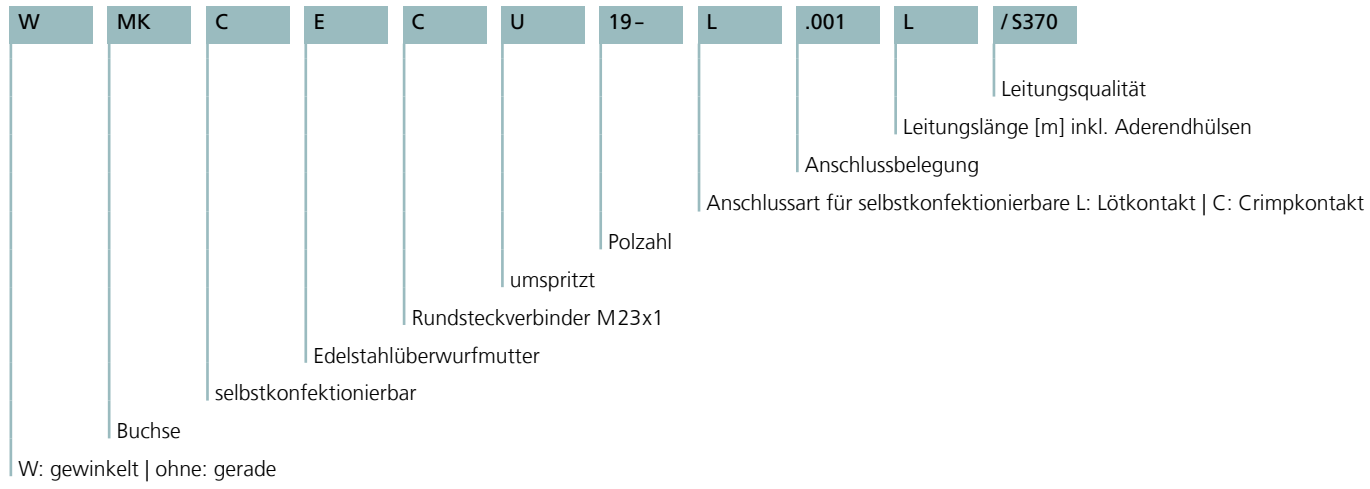 W MK C E C U 19– L .001 L /S370
Leitungsqualität
Leitungslänge [m] inkl. Aderendhülsen
Anschlussbelegung
Anschlussart für selbstkonfektionierbare L: Lötkontakt | C: Crimpkontakt
Polzahl
umspritzt
Rundsteckverbinder M23x1
Edelstahlüberwurfmutter
selbstkonfektionierbar
Buchse
W: gewinkelt | ohne: gerade